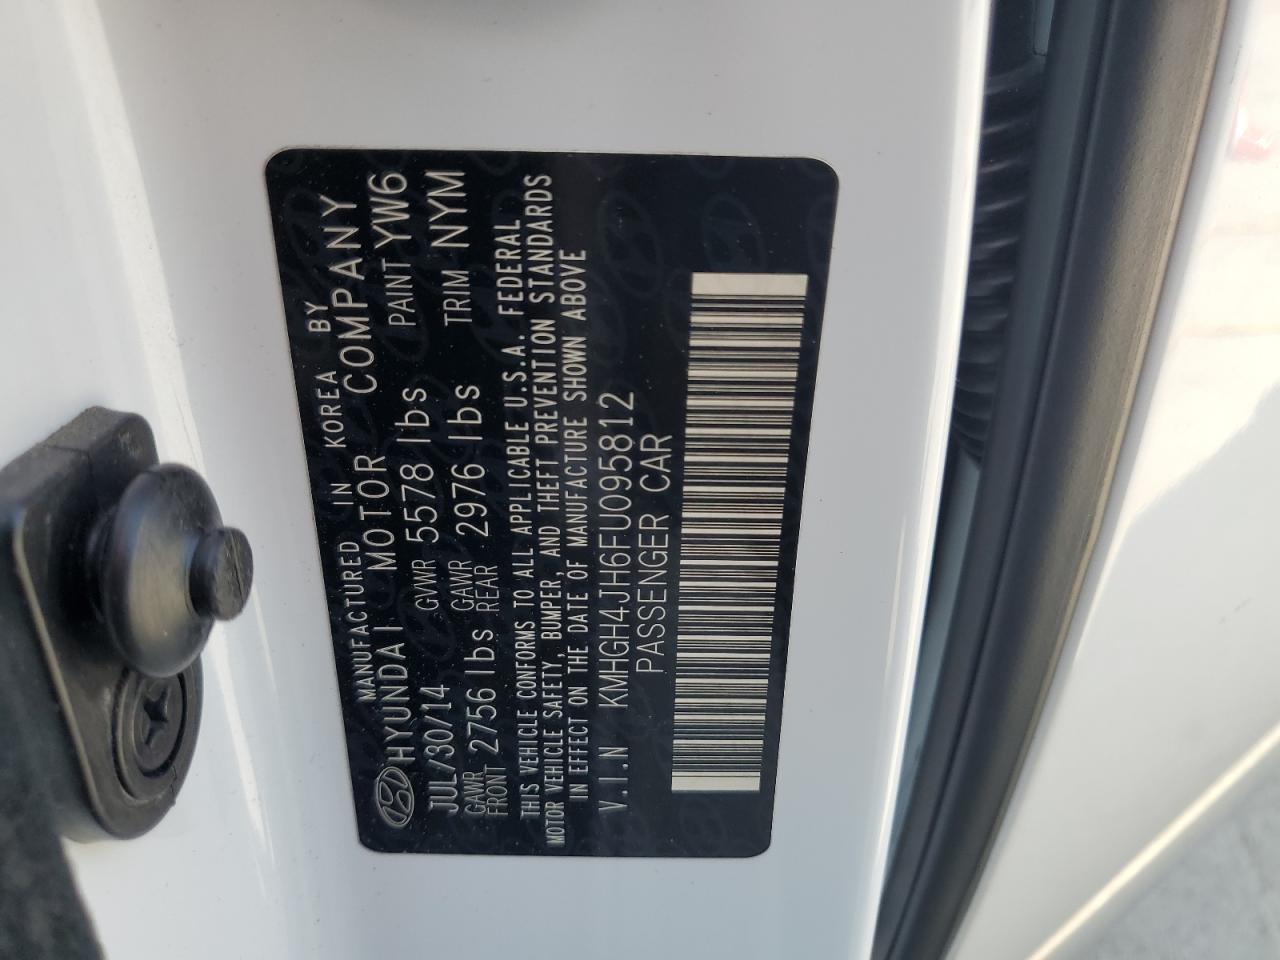 MANUFACTURED IN KOREA BY
HYUNDAI MOTOR COMPANY
JUL/30/14 GVWR 5578 lbs PAINT YW6
GAWR FRONT 2756 lbs GAWR REAR 2976 lbs TRIM NYM
THIS VEHICLE CONFORMS TO ALL APPLICABLE U.S.A. FEDERAL
MOTOR VEHICLE SAFETY, BUMPER, AND THEFT PREVENTION STANDARDS
IN EFFECT ON THE DATE OF MANUFACTURE SHOWN ABOVE
V.I.N KMHGH4JH6FU095812
PASSENGER CAR